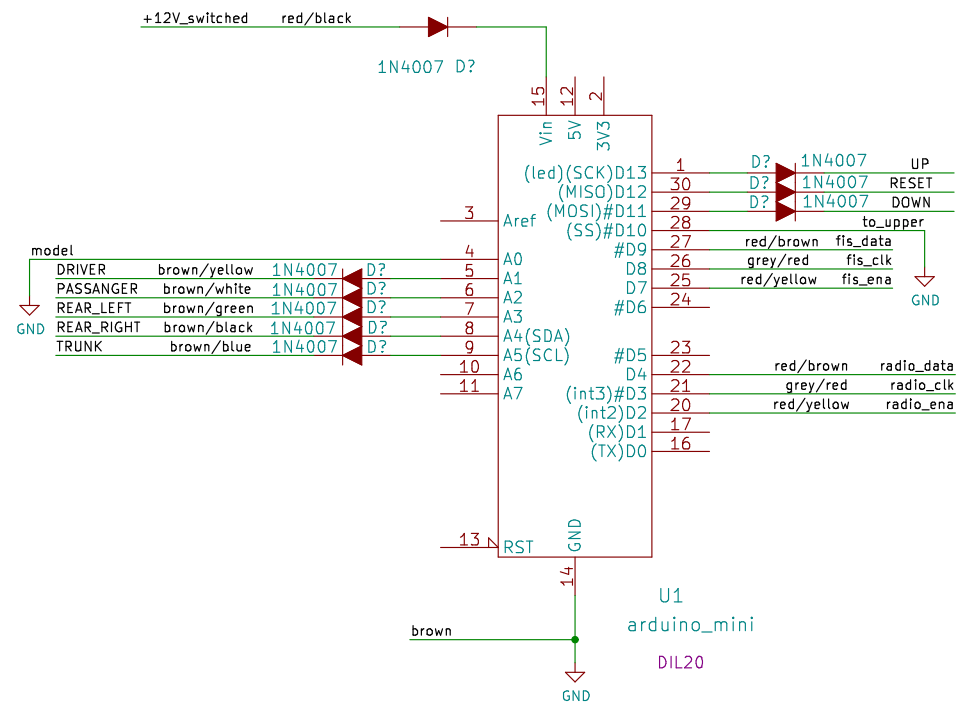 +12V_switched red/black
1N4007 D?
15 12 2
Vin 5V 3V3
(led)(SCK)D13 1 D? 1N4007 UP
(MISO)D12 30 D? 1N4007 RESET
(MOSI)#D11 29 D? 1N4007 DOWN
3 Aref
(SS)#D10 28 to_upper
#D9 27 red/brown fis_data
model 4 A0
D8 26 grey/red fis_clk
DRIVER brown/yellow 1N4007 D? 5 A1
D7 25 red/yellow fis_ena
PASSANGER brown/white 1N4007 D? 6 A2
#D6 24
GND
REAR_LEFT brown/green 1N4007 D? 7 A3
GND
REAR_RIGHT brown/black 1N4007 D? 8 A4(SDA)
TRUNK brown/blue 1N4007 D? 9 A5(SCL)
#D5 23
10 A6
D4 22 red/brown radio_data
11 A7
(int3)#D3 21 grey/red radio_clk
(int2)D2 20 red/yellow radio_ena
(RX)D1 17
(TX)D0 16
13 RST
GND
14
U1
arduino_mini
brown
DIL20
GND